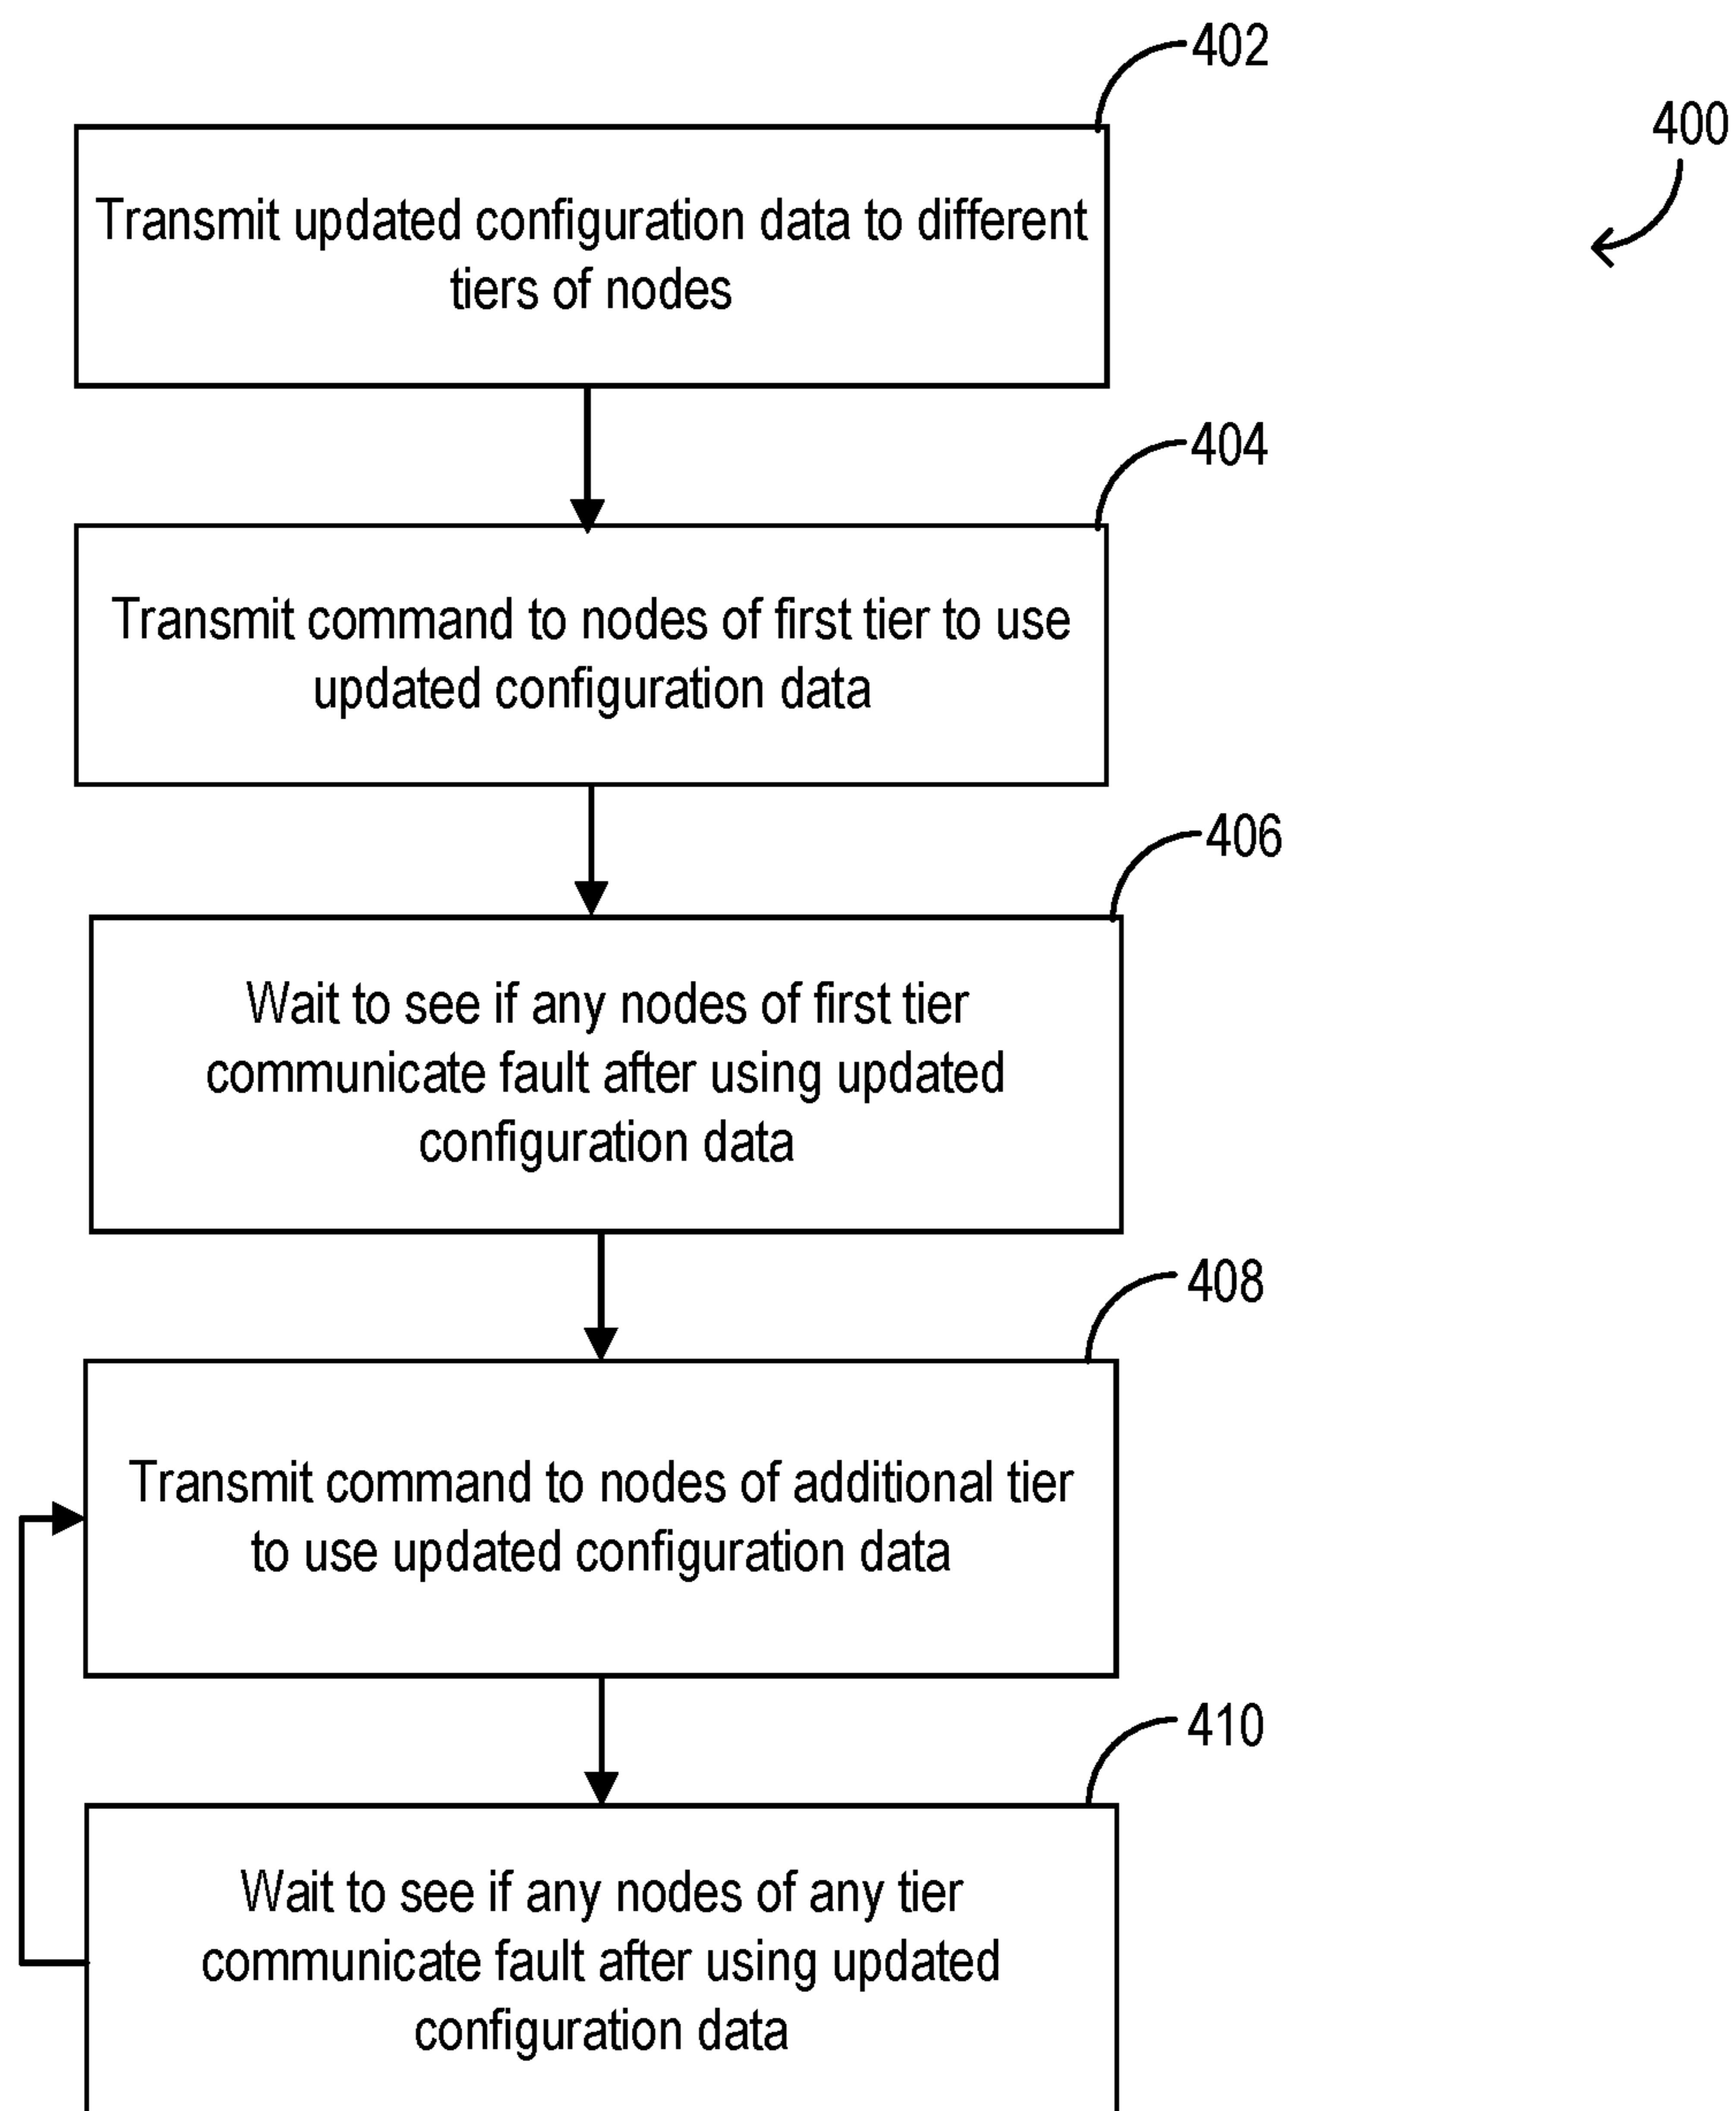 402
400
Transmit updated configuration data to different
tiers of nodes
404
Transmit command to nodes of first tier to use
updated configuration data
406
Wait to see if any nodes of first tier
communicate fault after using updated
configuration data
408
Transmit command to nodes of additional tier
to use updated configuration data
410
Wait to see if any nodes of any tier
communicate fault after using updated
configuration data